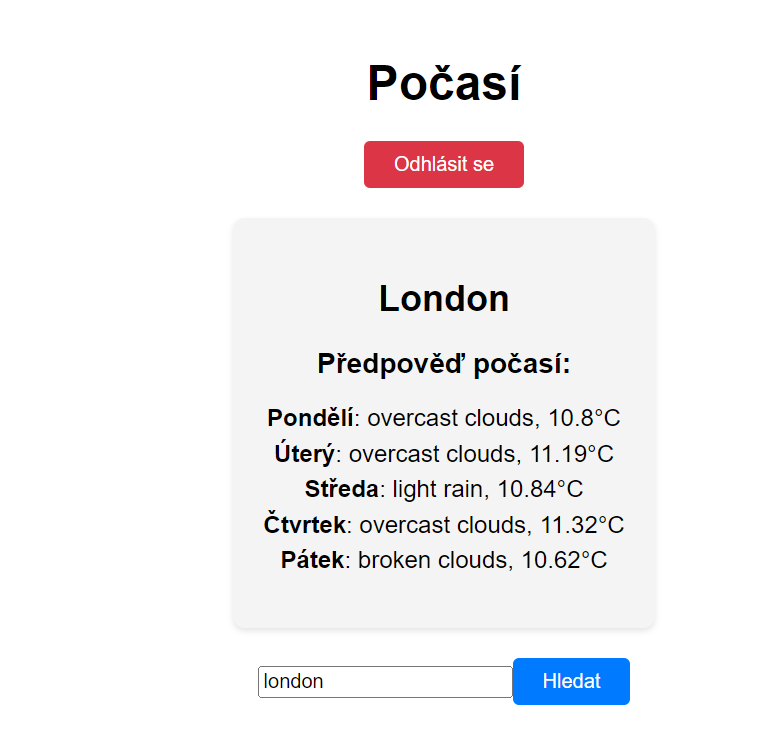 Počasí
Odhlásit se
London
Předpověď počasí:
Pondělí: overcast clouds, 10.8°C
Úterý: overcast clouds, 11.19°C
Středa: light rain, 10.84°C
Čtvrtek: overcast clouds, 11.32°C
Pátek: broken clouds, 10.62°C
london Hledat